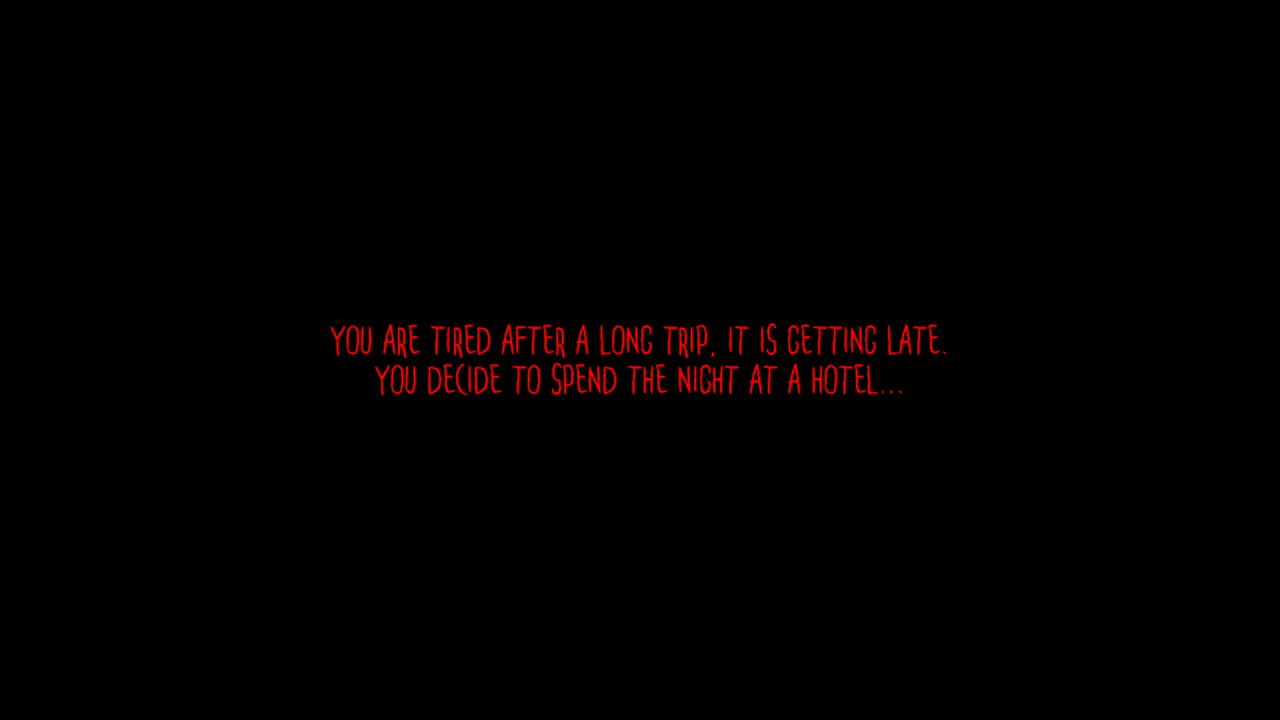 YOU ARE TIRED AFTER A LONG TRIP, IT IS GETTING LATE.
YOU DECIDE TO SPEND THE NIGHT AT A HOTEL...